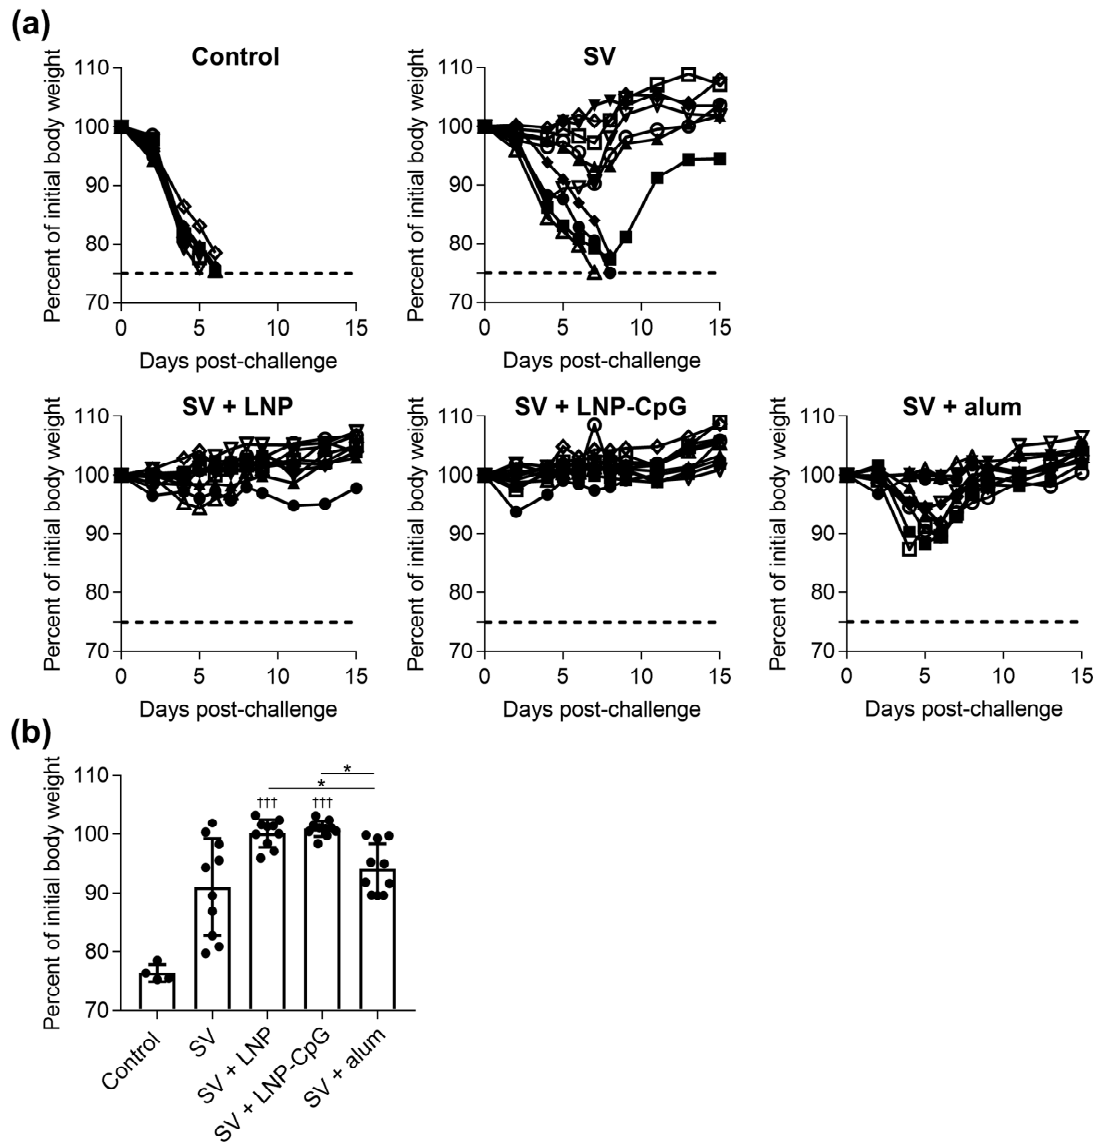 (a)
Control
Percent of initial body weight
110
100
90
80
70
0 5 10 15
Days post-challenge
SV
Percent of initial body weight
110
100
90
80
70
0 5 10 15
Days post-challenge
SV + LNP
Percent of initial body weight
110
100
90
80
70
0 5 10 15
Days post-challenge
SV + LNP-CpG
Percent of initial body weight
110
100
90
80
70
0 5 10 15
Days post-challenge
SV + alum
Percent of initial body weight
110
100
90
80
70
0 5 10 15
Days post-challenge
(b)
Percent of initial body weight
110
100
90
80
70
*
*
††† †††
Control
SV
SV + LNP
SV + LNP-CpG
SV + alum